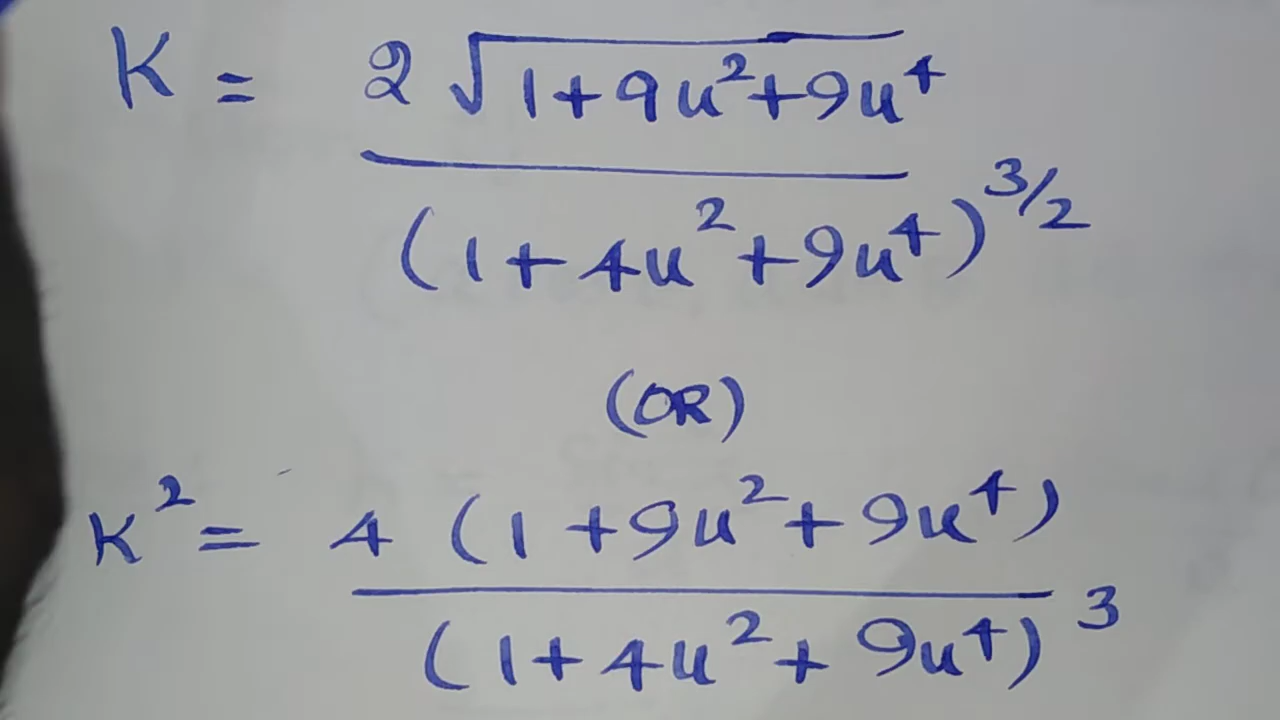 K = 2 √(1+9u²+9u⁴)
(1+4u²+9u⁴)^3/2
(OR)
K² = 4 (1+9u²+9u⁴)
(1+4u²+9u⁴)³